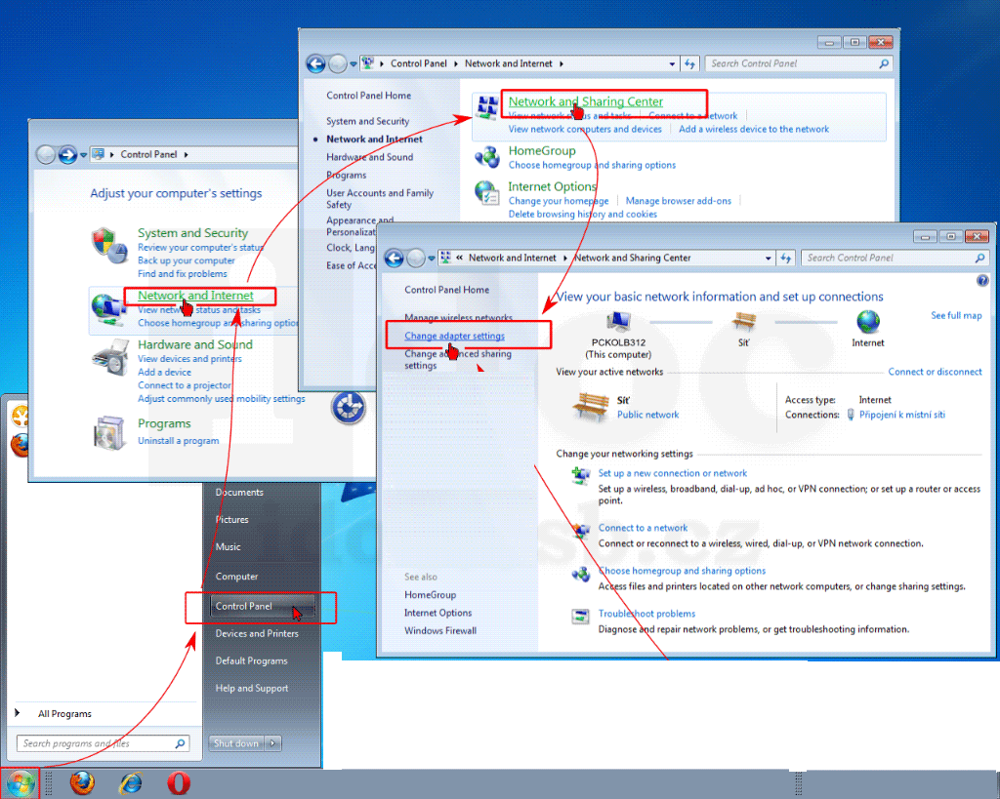 Control Panel
Network and Internet
Search Control Panel
Control Panel Home
System and Security
Network and Internet
Hardware and Sound
Programs
User Accounts and Family
Safety
Appearance and
Clock, Lang
Ease of Acce
Network and Sharing Center
View network status and tasks
Connect to a network
View network computers and devices
Add a wireless device to the network
HomeGroup
Choose homegroup and sharing options
Internet Options
Change your homepage
Manage browser add-ons
Delete browsing history and cookies
Control Panel
Adjust your computer's settings
System and Security
Review your computer's status
Back up your computer
Find and fix problems
Network and Internet
View network status and tasks
Choose homegroup and sharing option
Hardware and Sound
View devices and printers
Add a device
Connect to a projector
Adjust commonly used mobility settings
Programs
Uninstall a program
« Network and Internet
Network and Sharing Center
Search Control Panel
Control Panel Home
Manage wireless networks
Change adapter settings
Change advanced sharing
settings
See also
HomeGroup
Internet Options
Windows Firewall
View your basic network information and set up connections
See full map
PCKOLB312
(This computer)
Síť
Internet
View your active networks
Connect or disconnect
Síť
Public network
Access type:
Internet
Connections:
Připojení k místní síti
Change your networking settings
Set up a new connection or network
Set up a wireless, broadband, dial-up, ad hoc, or VPN connection; or set up a router or access
point.
Connect to a network
Connect or reconnect to a wireless, wired, dial-up, or VPN network connection.
Choose homegroup and sharing options
Access files and printers located on other network computers, or change sharing settings.
Troubleshoot problems
Diagnose and repair network problems, or get troubleshooting information.
Documents
Pictures
Music
Computer
Control Panel
Devices and Printers
Default Programs
Help and Support
All Programs
Search programs and files
Shut down